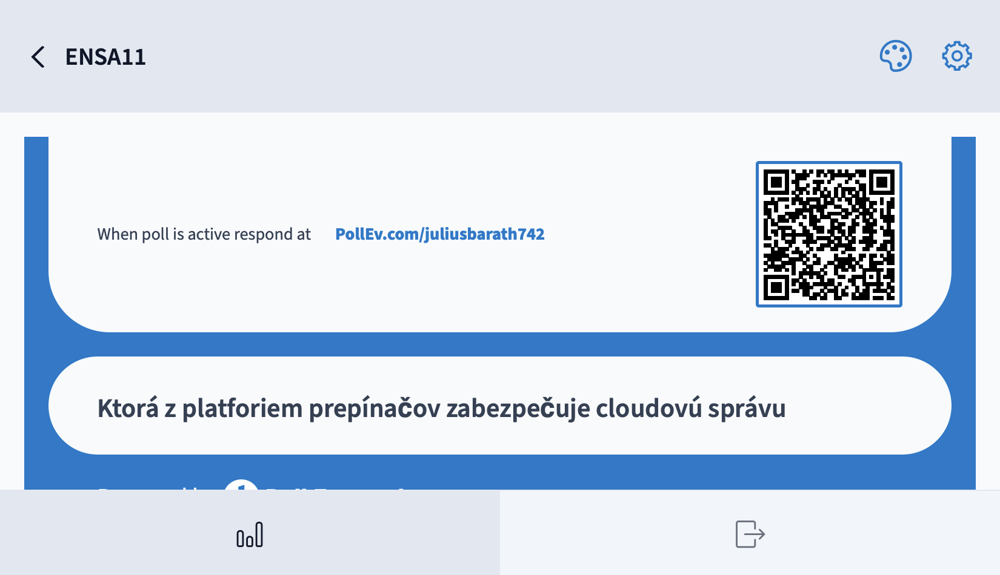 ENSA11
When poll is active respond at PollEv.com/juliusbarath742
Ktorá z platforiem prepínačov zabezpečuje cloudovú správu